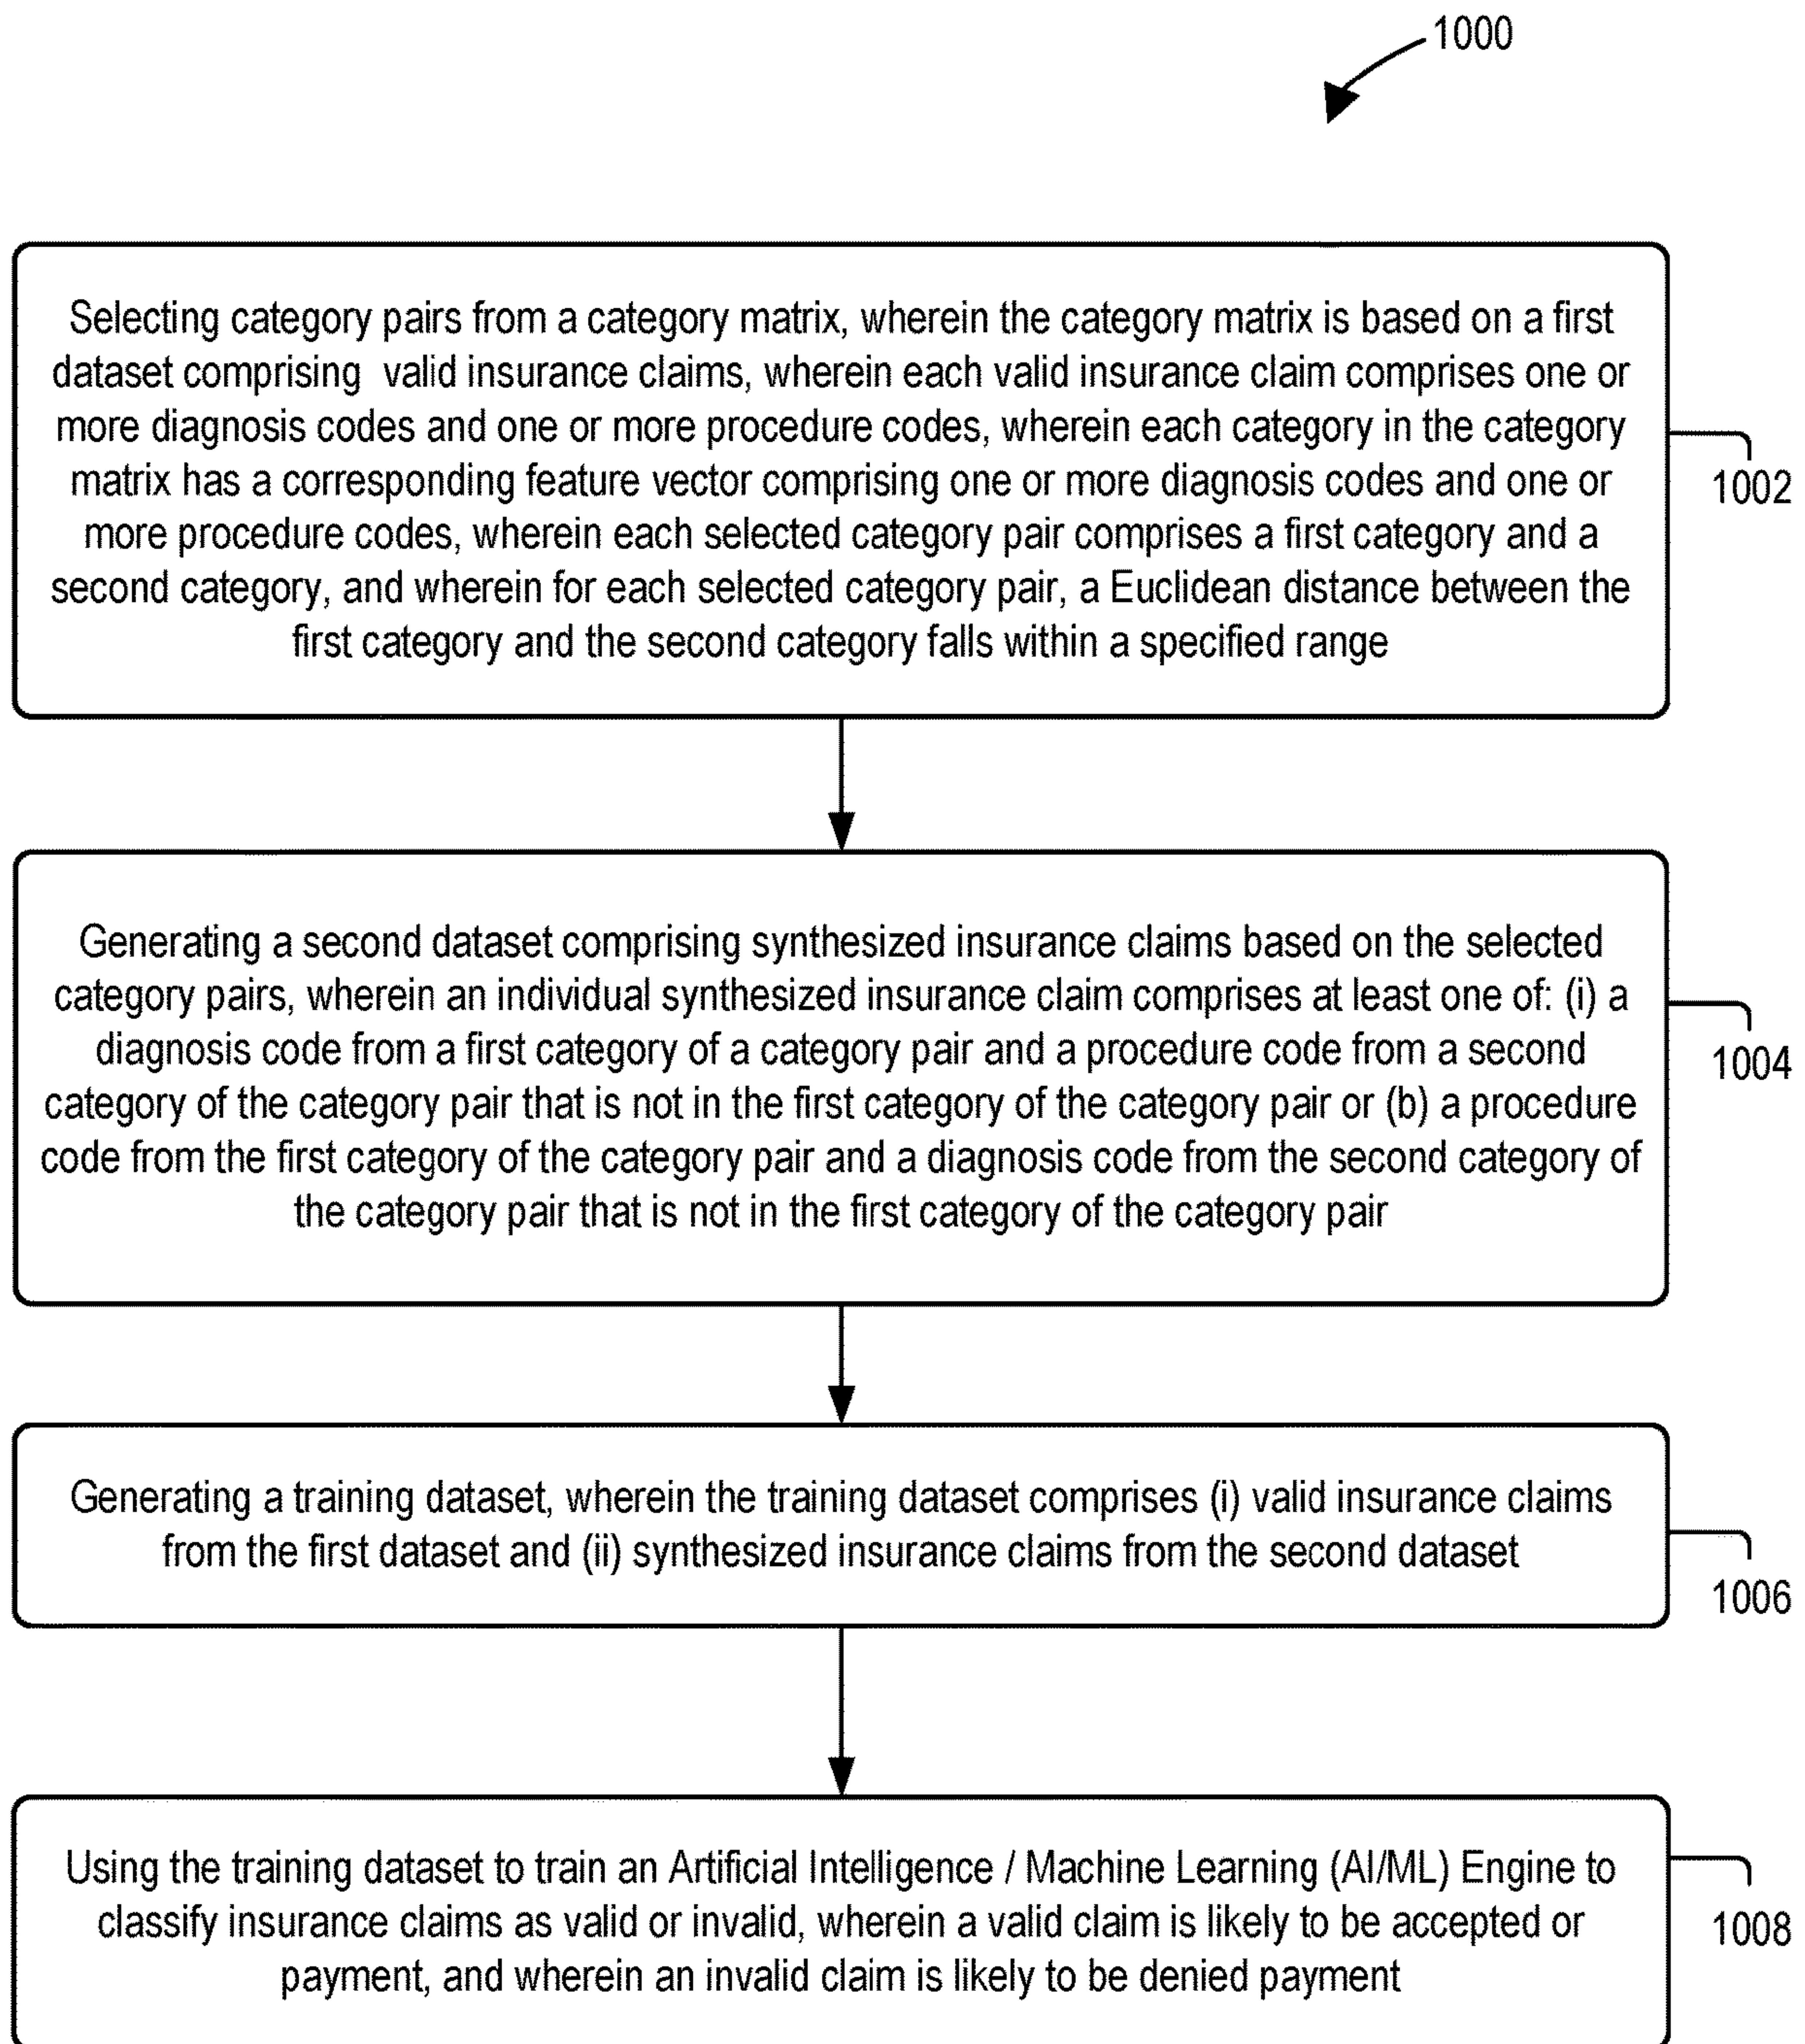 1000
Selecting category pairs from a category matrix, wherein the category matrix is based on a first
dataset comprising valid insurance claims, wherein each valid insurance claim comprises one or
more diagnosis codes and one or more procedure codes, wherein each category in the category
matrix has a corresponding feature vector comprising one or more diagnosis codes and one or
more procedure codes, wherein each selected category pair comprises a first category and a
second category, and wherein for each selected category pair, a Euclidean distance between the
first category and the second category falls within a specified range
1002
Generating a second dataset comprising synthesized insurance claims based on the selected
category pairs, wherein an individual synthesized insurance claim comprises at least one of: (i) a
diagnosis code from a first category of a category pair and a procedure code from a second
category of the category pair that is not in the first category of the category pair or (b) a procedure
code from the first category of the category pair and a diagnosis code from the second category of
the category pair that is not in the first category of the category pair
1004
Generating a training dataset, wherein the training dataset comprises (i) valid insurance claims
from the first dataset and (ii) synthesized insurance claims from the second dataset
1006
Using the training dataset to train an Artificial Intelligence / Machine Learning (AI/ML) Engine to
classify insurance claims as valid or invalid, wherein a valid claim is likely to be accepted or
payment, and wherein an invalid claim is likely to be denied payment
1008